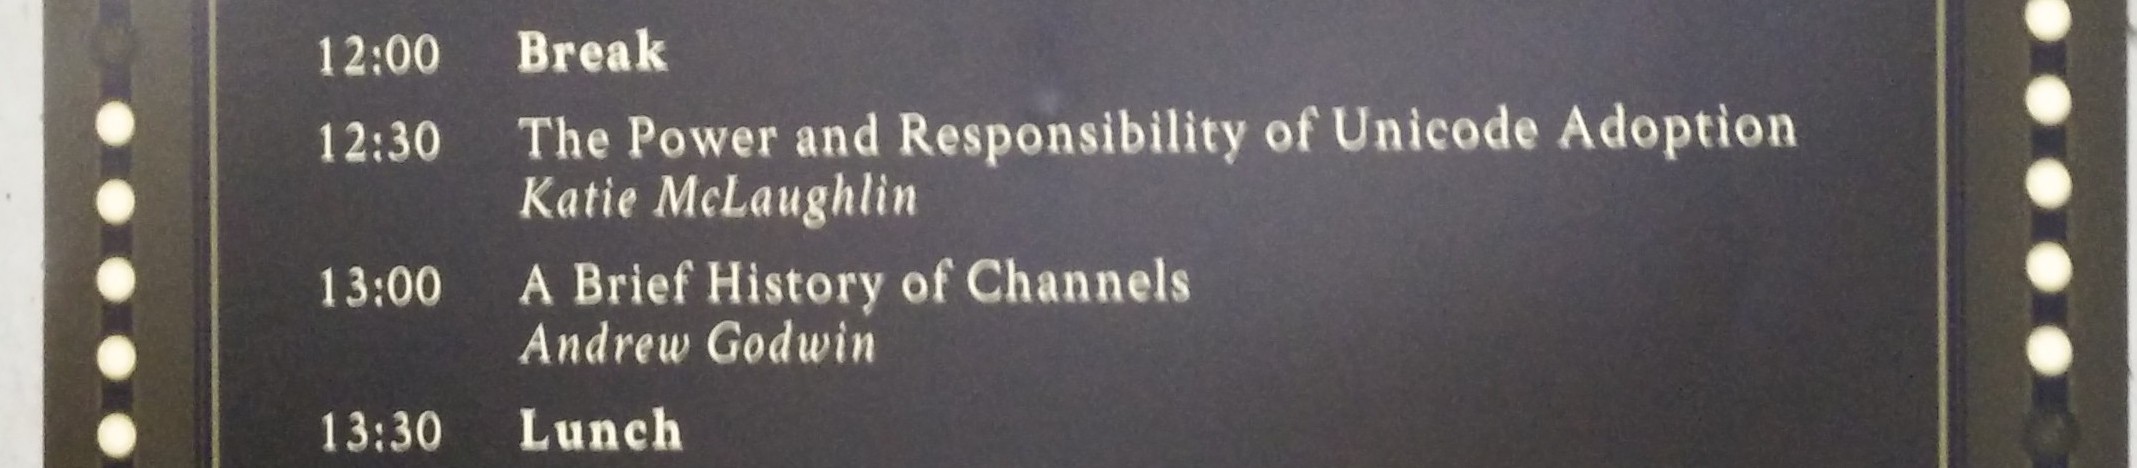 12:00 Break
12:30 The Power and Responsibility of Unicode Adoption
Katie McLaughlin
13:00 A Brief History of Channels
Andrew Godwin
13:30 Lunch